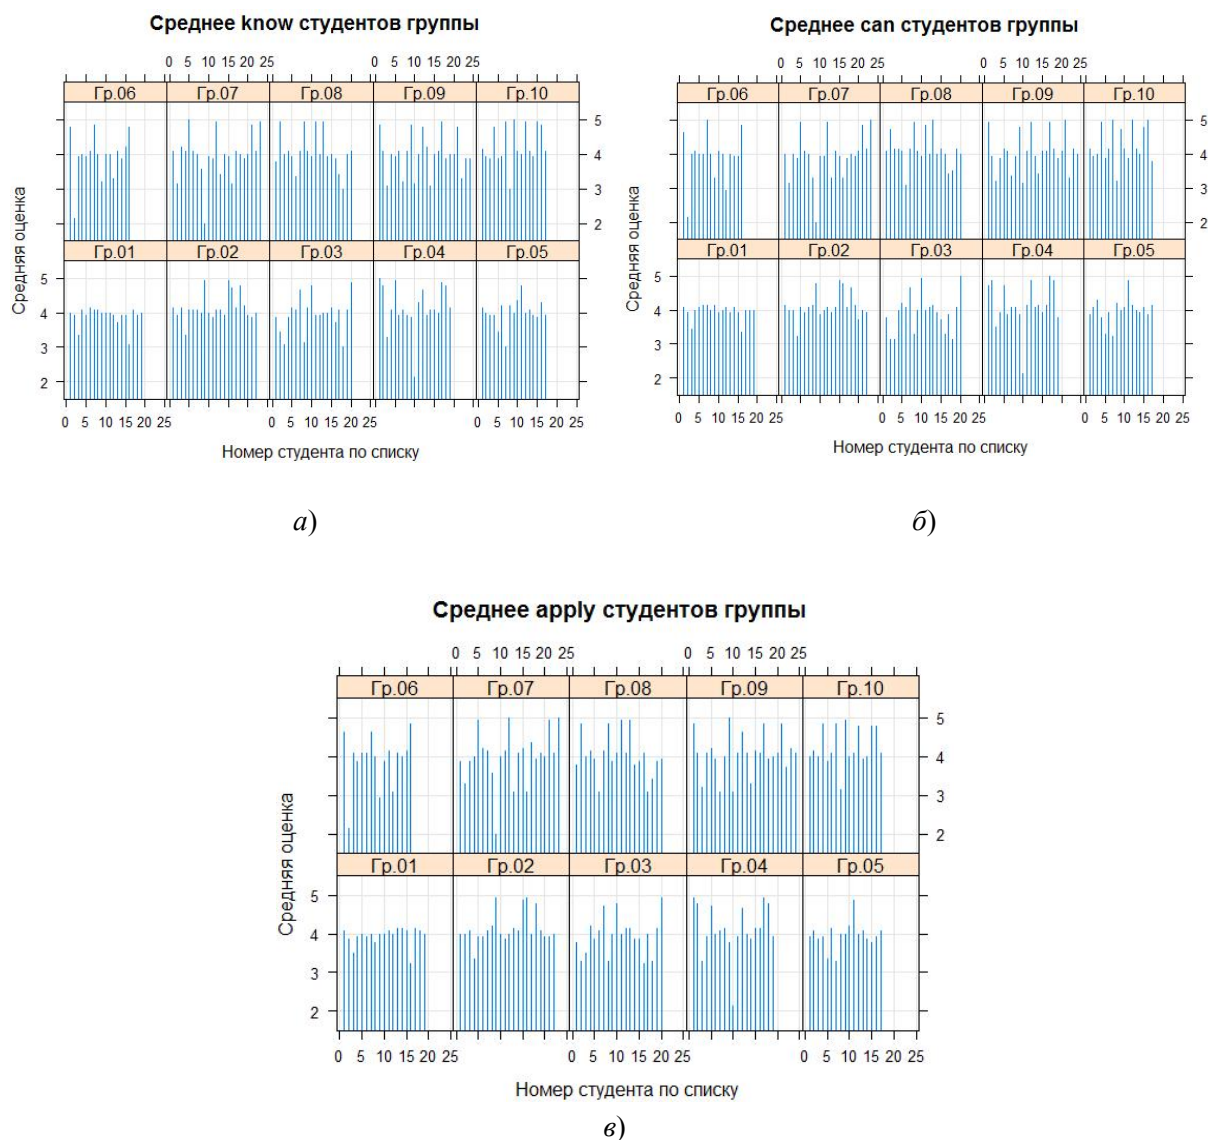 Среднее know студентов группы
0 5 10 15 20 25 0 5 10 15 20 25
Гр.06 Гр.07 Гр.08 Гр.09 Гр.10
5
4
3
2
Гр.01 Гр.02 Гр.03 Гр.04 Гр.05
5
4
3
2
Средняя оценка
0 5 10 15 20 25 0 5 10 15 20 25 0 5 10 15 20 25
Номер студента по списку
а)
Среднее can студентов группы
0 5 10 15 20 25 0 5 10 15 20 25
Гр.06 Гр.07 Гр.08 Гр.09 Гр.10
5
4
3
2
Гр.01 Гр.02 Гр.03 Гр.04 Гр.05
5
4
3
2
Средняя оценка
0 5 10 15 20 25 0 5 10 15 20 25 0 5 10 15 20 25
Номер студента по списку
б)
Среднее apply студентов группы
0 5 10 15 20 25 0 5 10 15 20 25
Гр.06 Гр.07 Гр.08 Гр.09 Гр.10
5
4
3
2
Гр.01 Гр.02 Гр.03 Гр.04 Гр.05
5
4
3
2
Средняя оценка
0 5 10 15 20 25 0 5 10 15 20 25 0 5 10 15 20 25
Номер студента по списку
в)